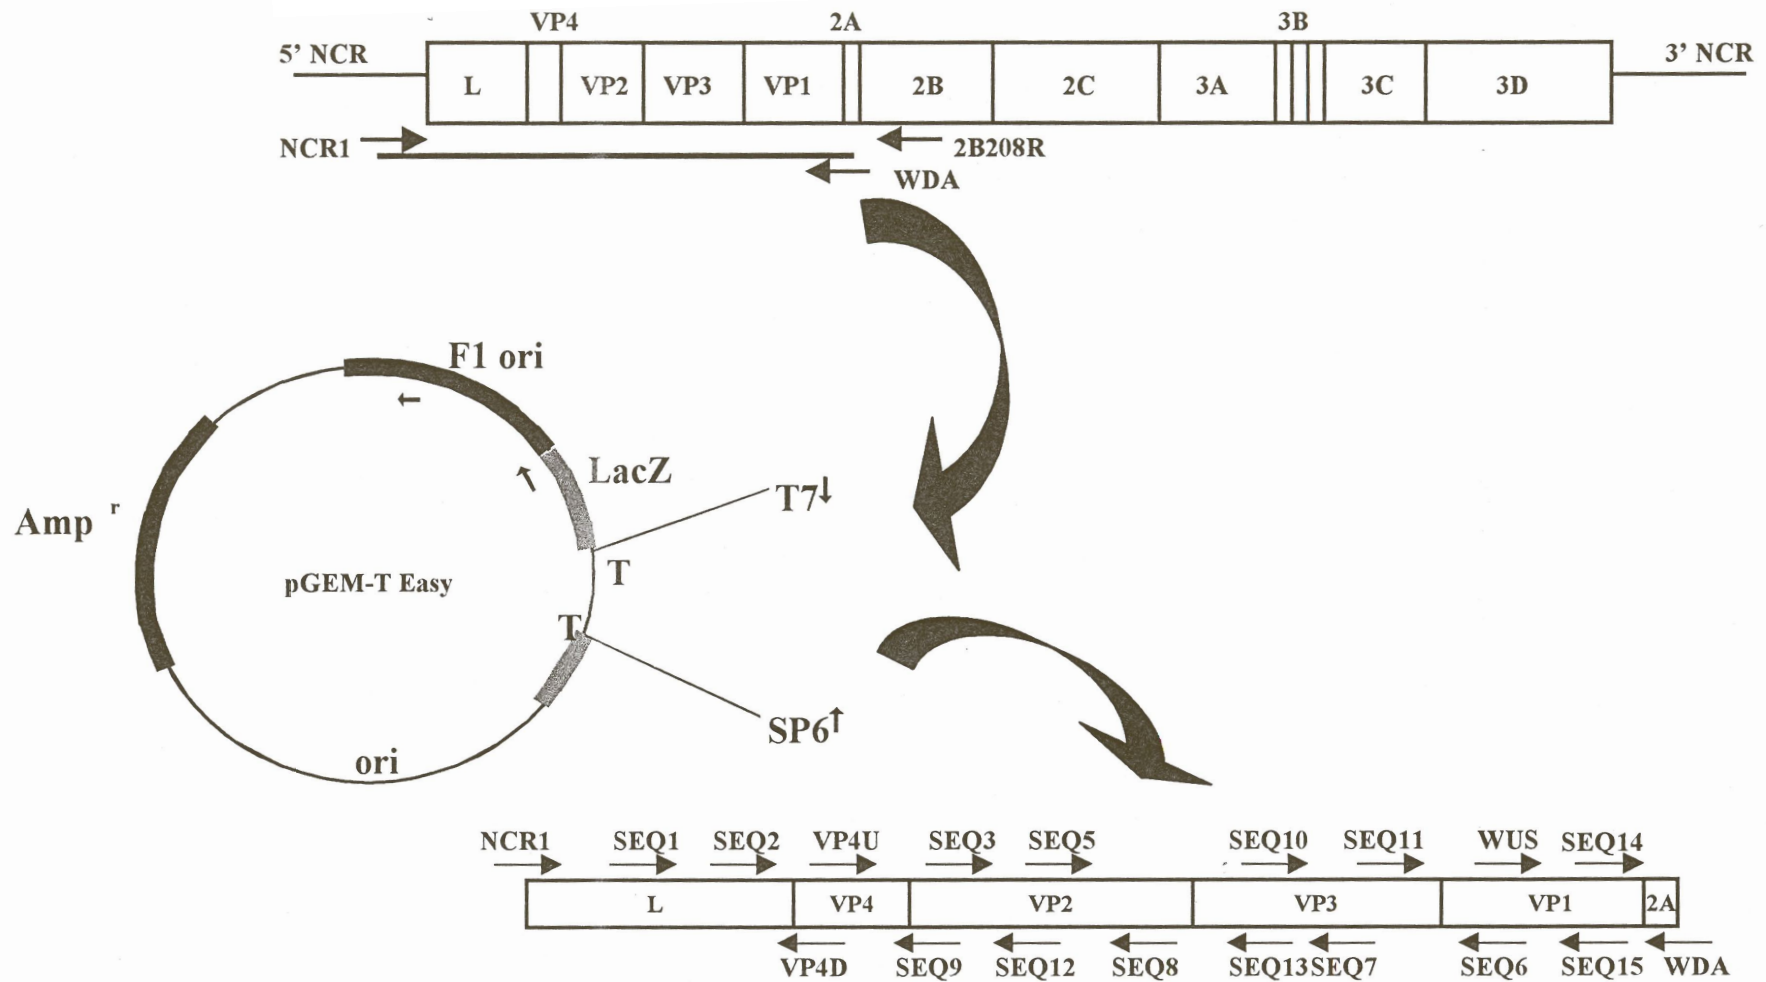 VP4 2A 3B
5’ NCR 3’ NCR
L VP2 VP3 VP1 2B 2C 3A 3C 3D
NCR1 2B208R
WDA
F1 ori
LacZ
T7↓
Amp r
T
pGEM-T Easy
T
SP6↑
ori
NCR1 SEQ1 SEQ2 VP4U SEQ3 SEQ5 SEQ10 SEQ11 WUS SEQ14
L VP4 VP2 VP3 VP1 2A
VP4D SEQ9 SEQ12 SEQ8 SEQ13 SEQ7 SEQ6 SEQ15 WDA